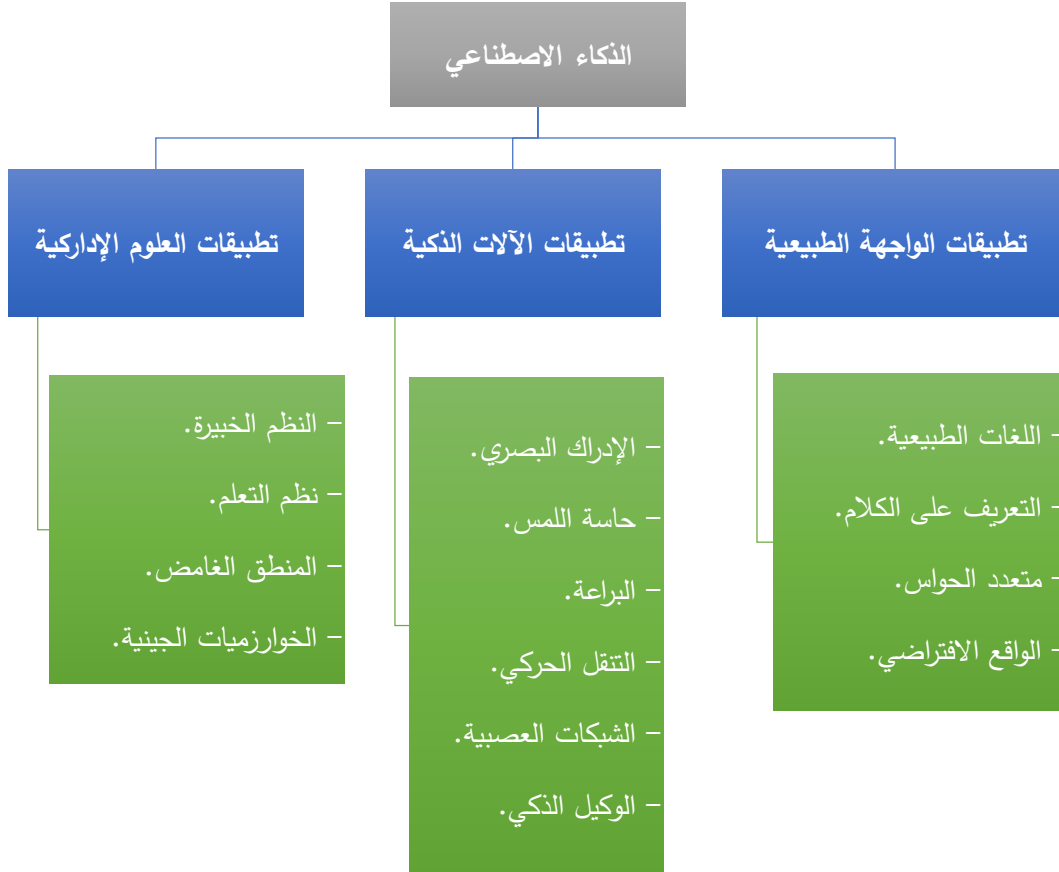 الذكاء الاصطناعي
تطبيقات الواجهة الطبيعية
– اللغات الطبيعية.
– التعريف على الكلام.
– متعدد الحواس.
– الواقع الافتراضي.
تطبيقات الآلات الذكية
– الإدراك البصري.
– حاسة اللمس.
– البراعة.
– التنقل الحركي.
– الشبكات العصبية.
– الوكيل الذكي.
تطبيقات العلوم الإداركية
– النظم الخبيرة.
– نظم التعلم.
– المنطق الغامض.
– الخوارزميات الجينية.